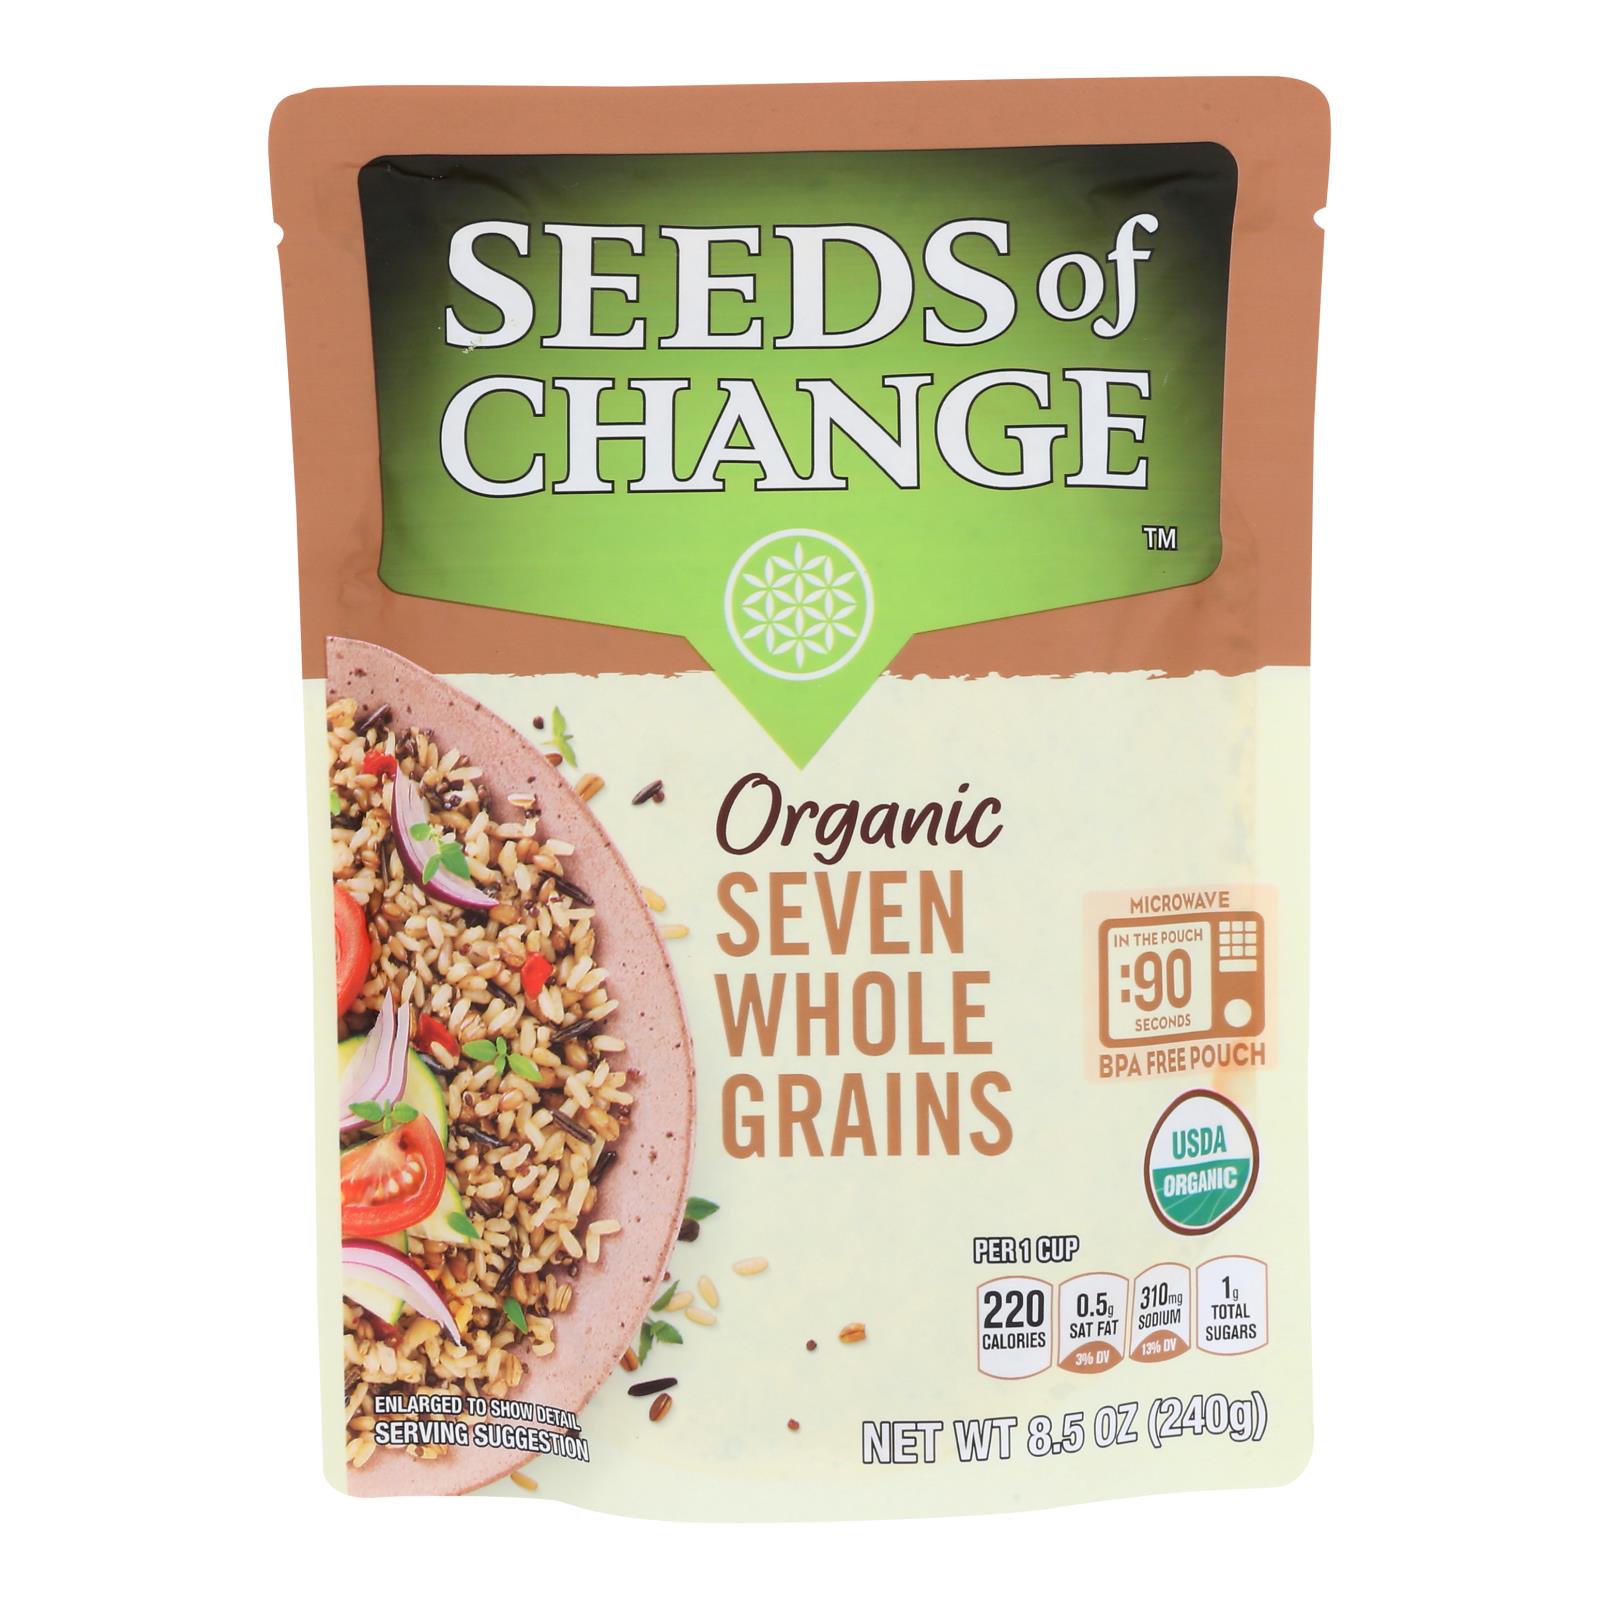 SEEDS of
CHANGE
TM
Organic
SEVEN
WHOLE
GRAINS
MICROWAVE
IN THE POUCH
:90
SECONDS
BPA FREE POUCH
USDA
ORGANIC
PER 1 CUP
220
CALORIES
0.5g
SAT FAT
3% DV
310mg
SODIUM
13% DV
1g
TOTAL
SUGARS
ENLARGED TO SHOW DETAIL
SERVING SUGGESTION
NET WT 8.5 OZ (240g)